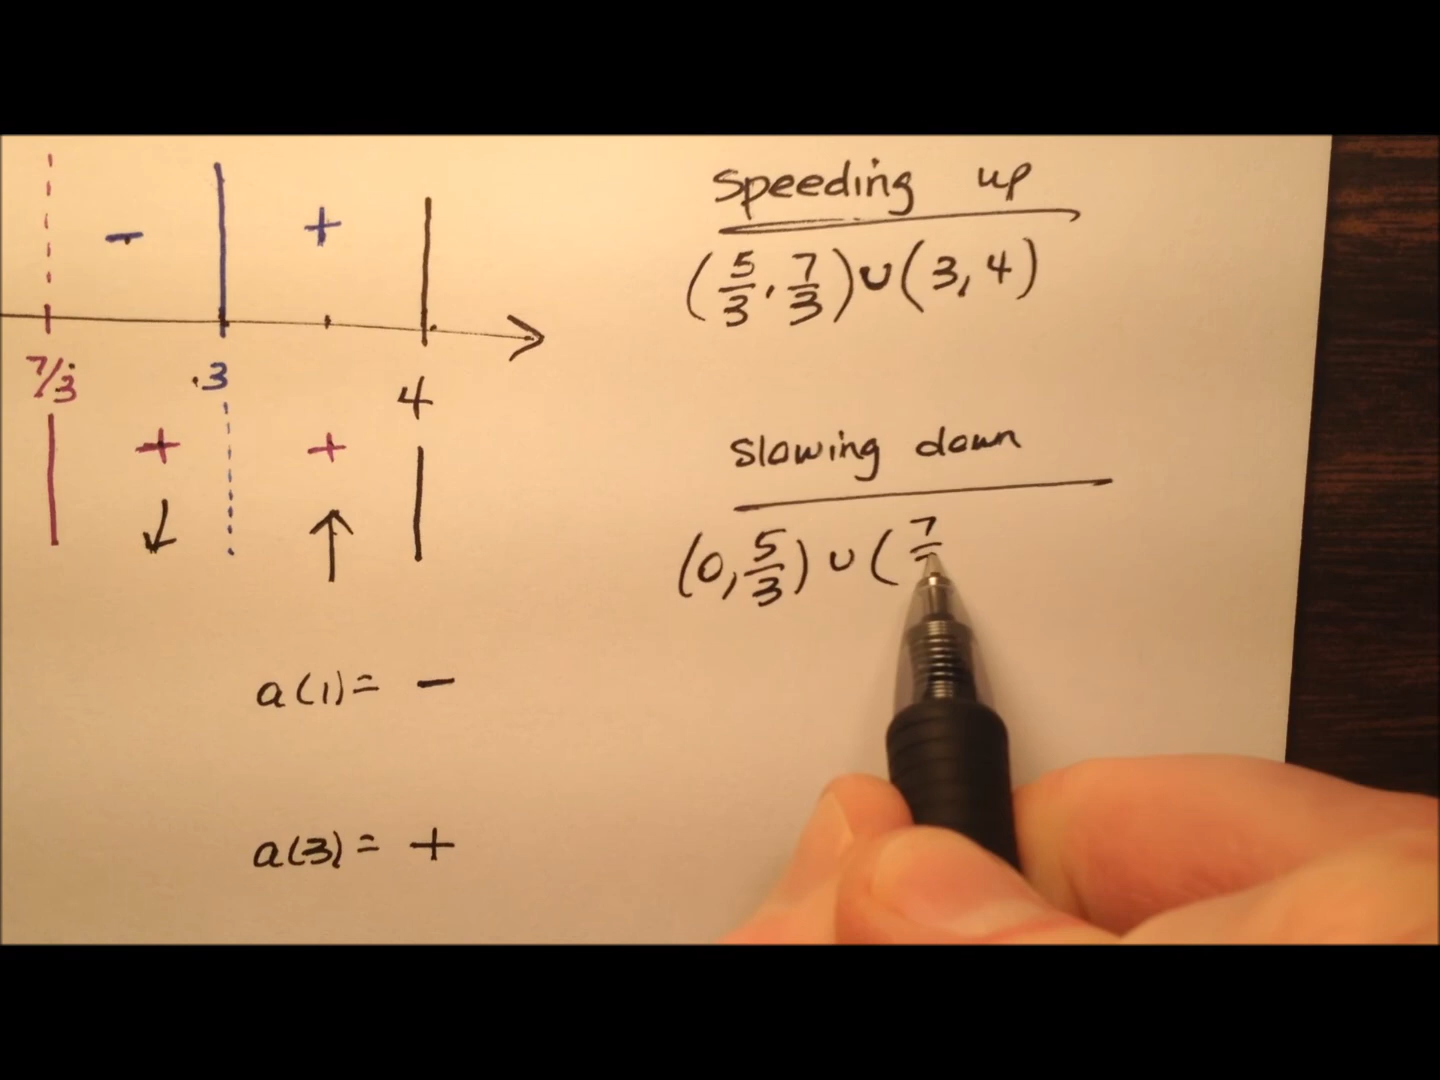 Speeding up
(5/3, 7/3) ∪ (3, 4)
- +
7/3 .3 4
+ +
Slowing down
(0, 5/3) ∪ ( 7
a(1) = -
a(3) = +